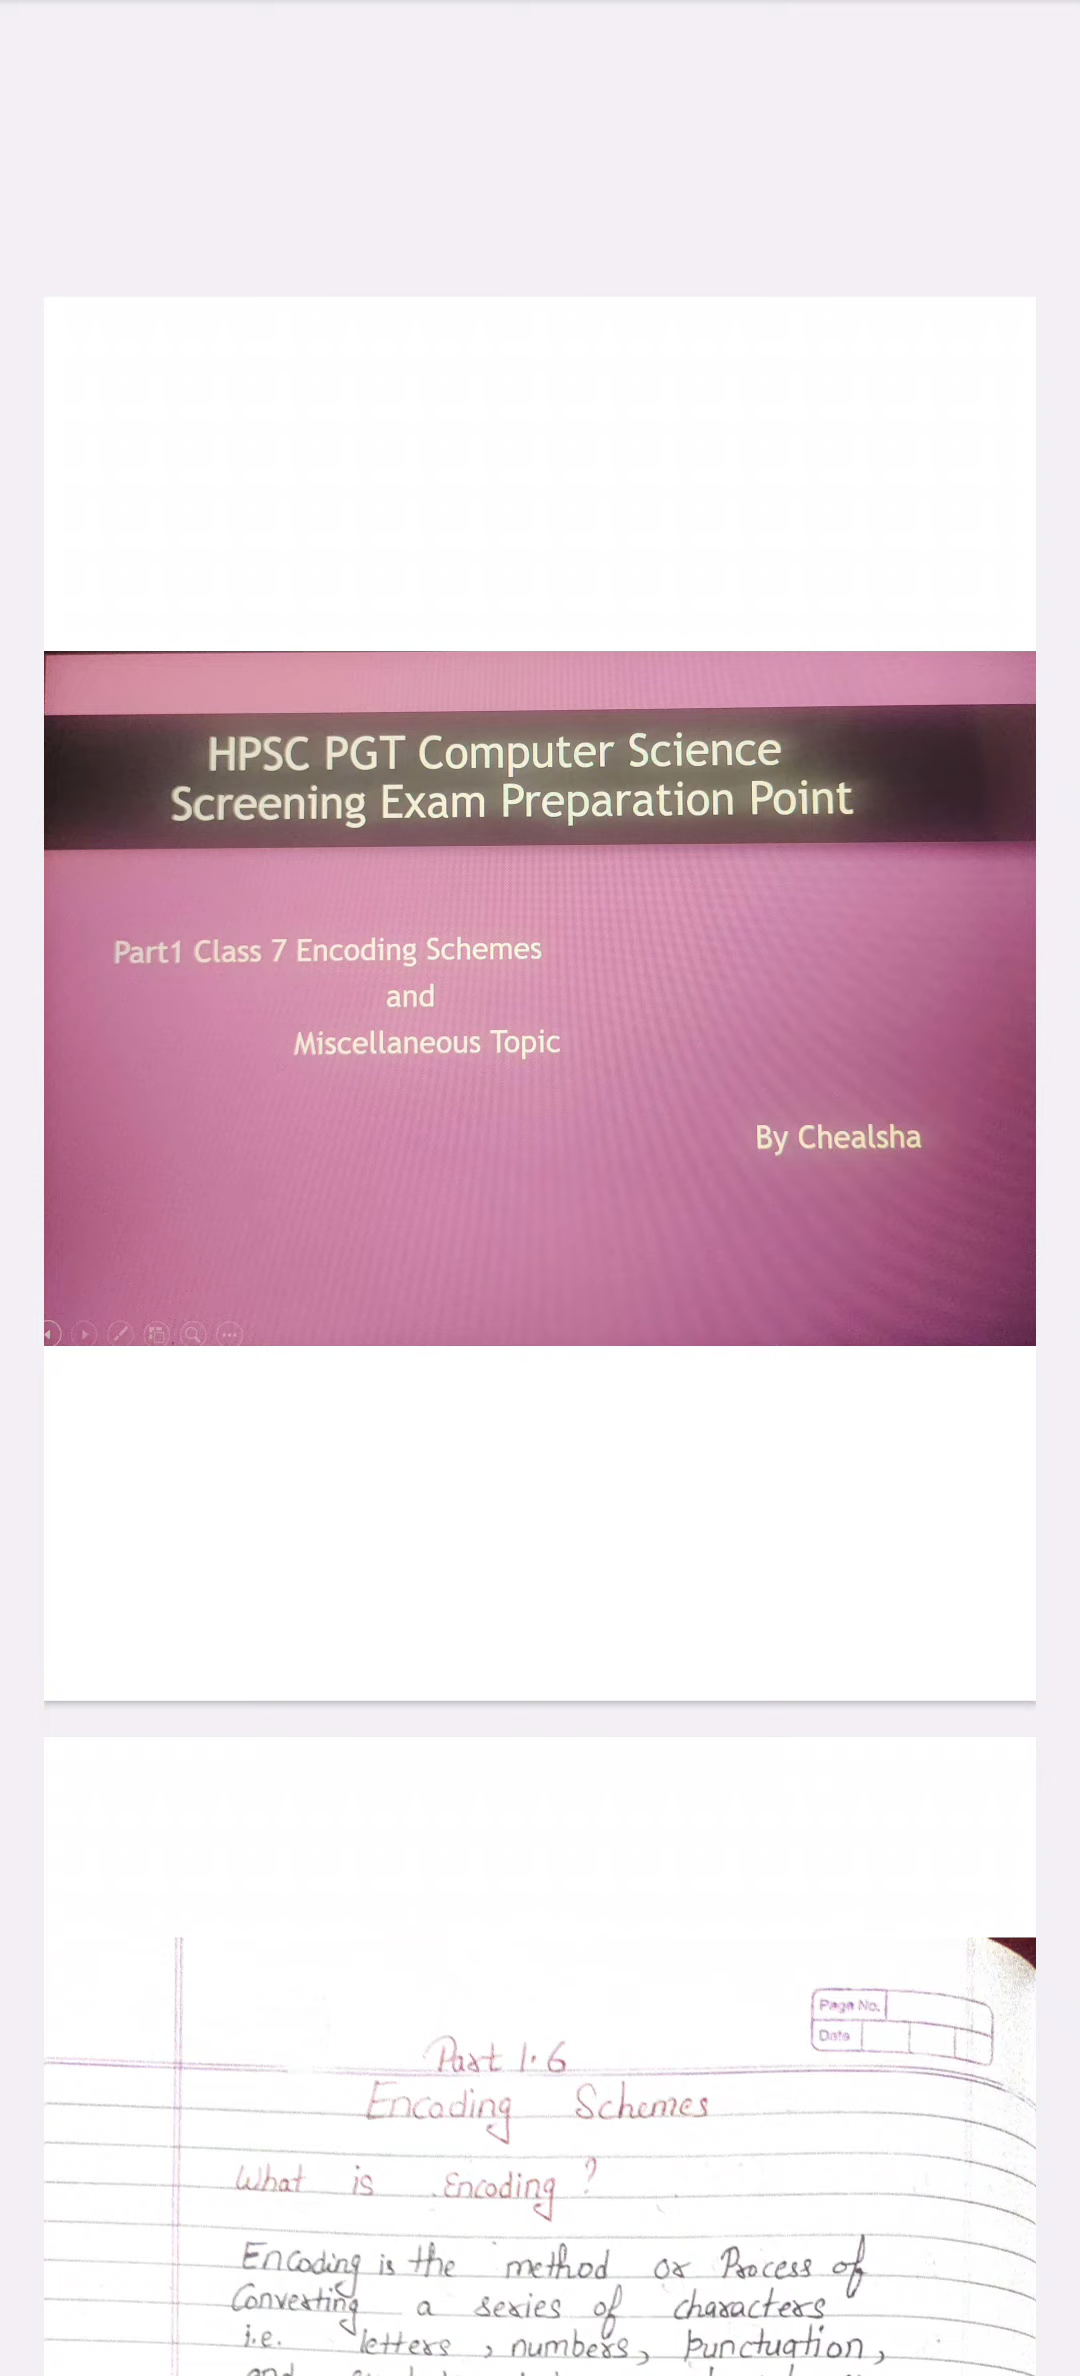 HPSC PGT Computer Science
Screening Exam Preparation Point
Part1 Class 7 Encoding Schemes
and
Miscellaneous Topic
By Chealsha
Page No.
Date
Part 1.6
Encoding Schemes
What is Encoding?
Encoding is the method or Process of
Converting a series of characters
i.e. letters, numbers, punctuation,
and